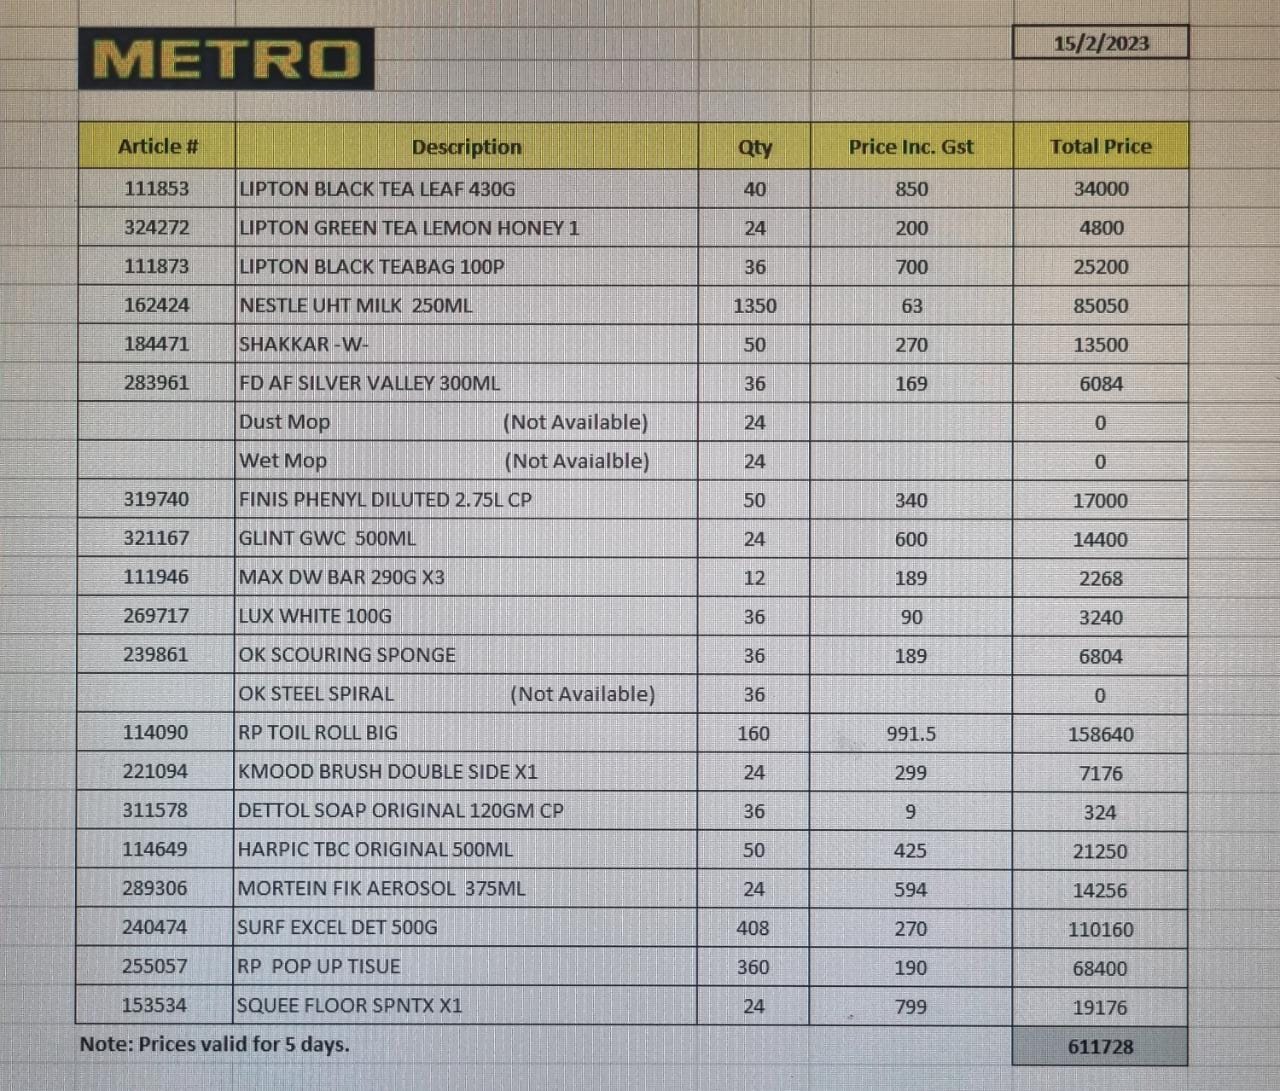 METRO
15/2/2023
Article # Description Qty Price Inc. Gst Total Price
111853 LIPTON BLACK TEA LEAF 430G 40 850 34000
324272 LIPTON GREEN TEA LEMON HONEY 1 24 200 4800
111873 LIPTON BLACK TEABAG 100P 36 700 25200
162424 NESTLE UHT MILK 250ML 1350 63 85050
184471 SHAKKAR -W- 50 270 13500
283961 FD AF SILVER VALLEY 300ML 36 169 6084
Dust Mop (Not Available) 24 0
Wet Mop (Not Avaialble) 24 0
319740 FINIS PHENYL DILUTED 2.75L CP 50 340 17000
321167 GLINT GWC 500ML 24 600 14400
111946 MAX DW BAR 290G X3 12 189 2268
269717 LUX WHITE 100G 36 90 3240
239861 OK SCOURING SPONGE 36 189 6804
OK STEEL SPIRAL (Not Available) 36 0
114090 RP TOIL ROLL BIG 160 991.5 158640
221094 KMOOD BRUSH DOUBLE SIDE X1 24 299 7176
311578 DETTOL SOAP ORIGINAL 120GM CP 36 9 324
114649 HARPIC TBC ORIGINAL 500ML 50 425 21250
289306 MORTEIN FIK AEROSOL 375ML 24 594 14256
240474 SURF EXCEL DET 500G 408 270 110160
255057 RP POP UP TISUE 360 190 68400
153534 SQUEE FLOOR SPNTX X1 24 799 19176
Note: Prices valid for 5 days. 611728